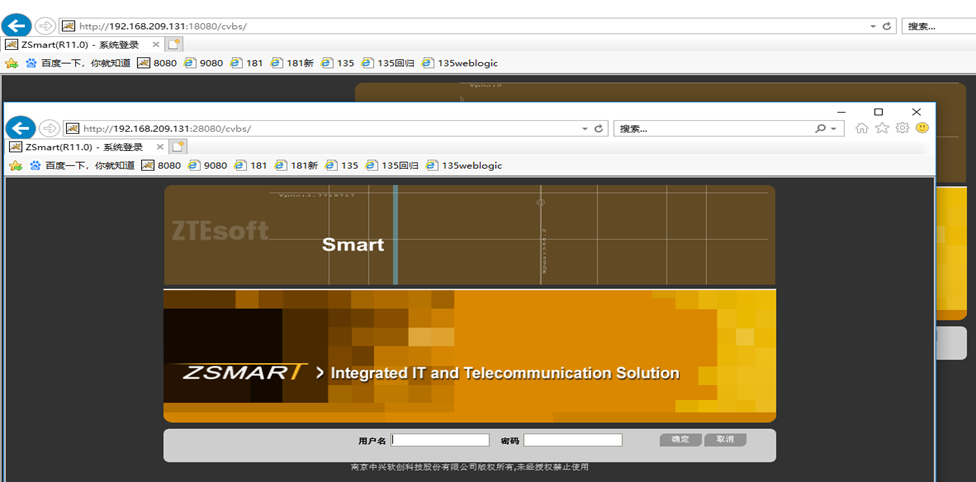 http://192.168.209.131:18080/cvbs/
搜索...
ZSmart(R11.0) - 系统登录
百度一下，你就知道 8080 9080 181 181新 135 135回归 135weblogic
http://192.168.209.131:28080/cvbs/
搜索...
ZSmart(R11.0) - 系统登录
百度一下，你就知道 8080 9080 181 181新 135 135回归 135weblogic
ZTEsoft
Smart
ZSMART > Integrated IT and Telecommunication Solution
用户名 密码 确定 取消
南京中兴软创科技股份有限公司版权所有,未经授权禁止使用